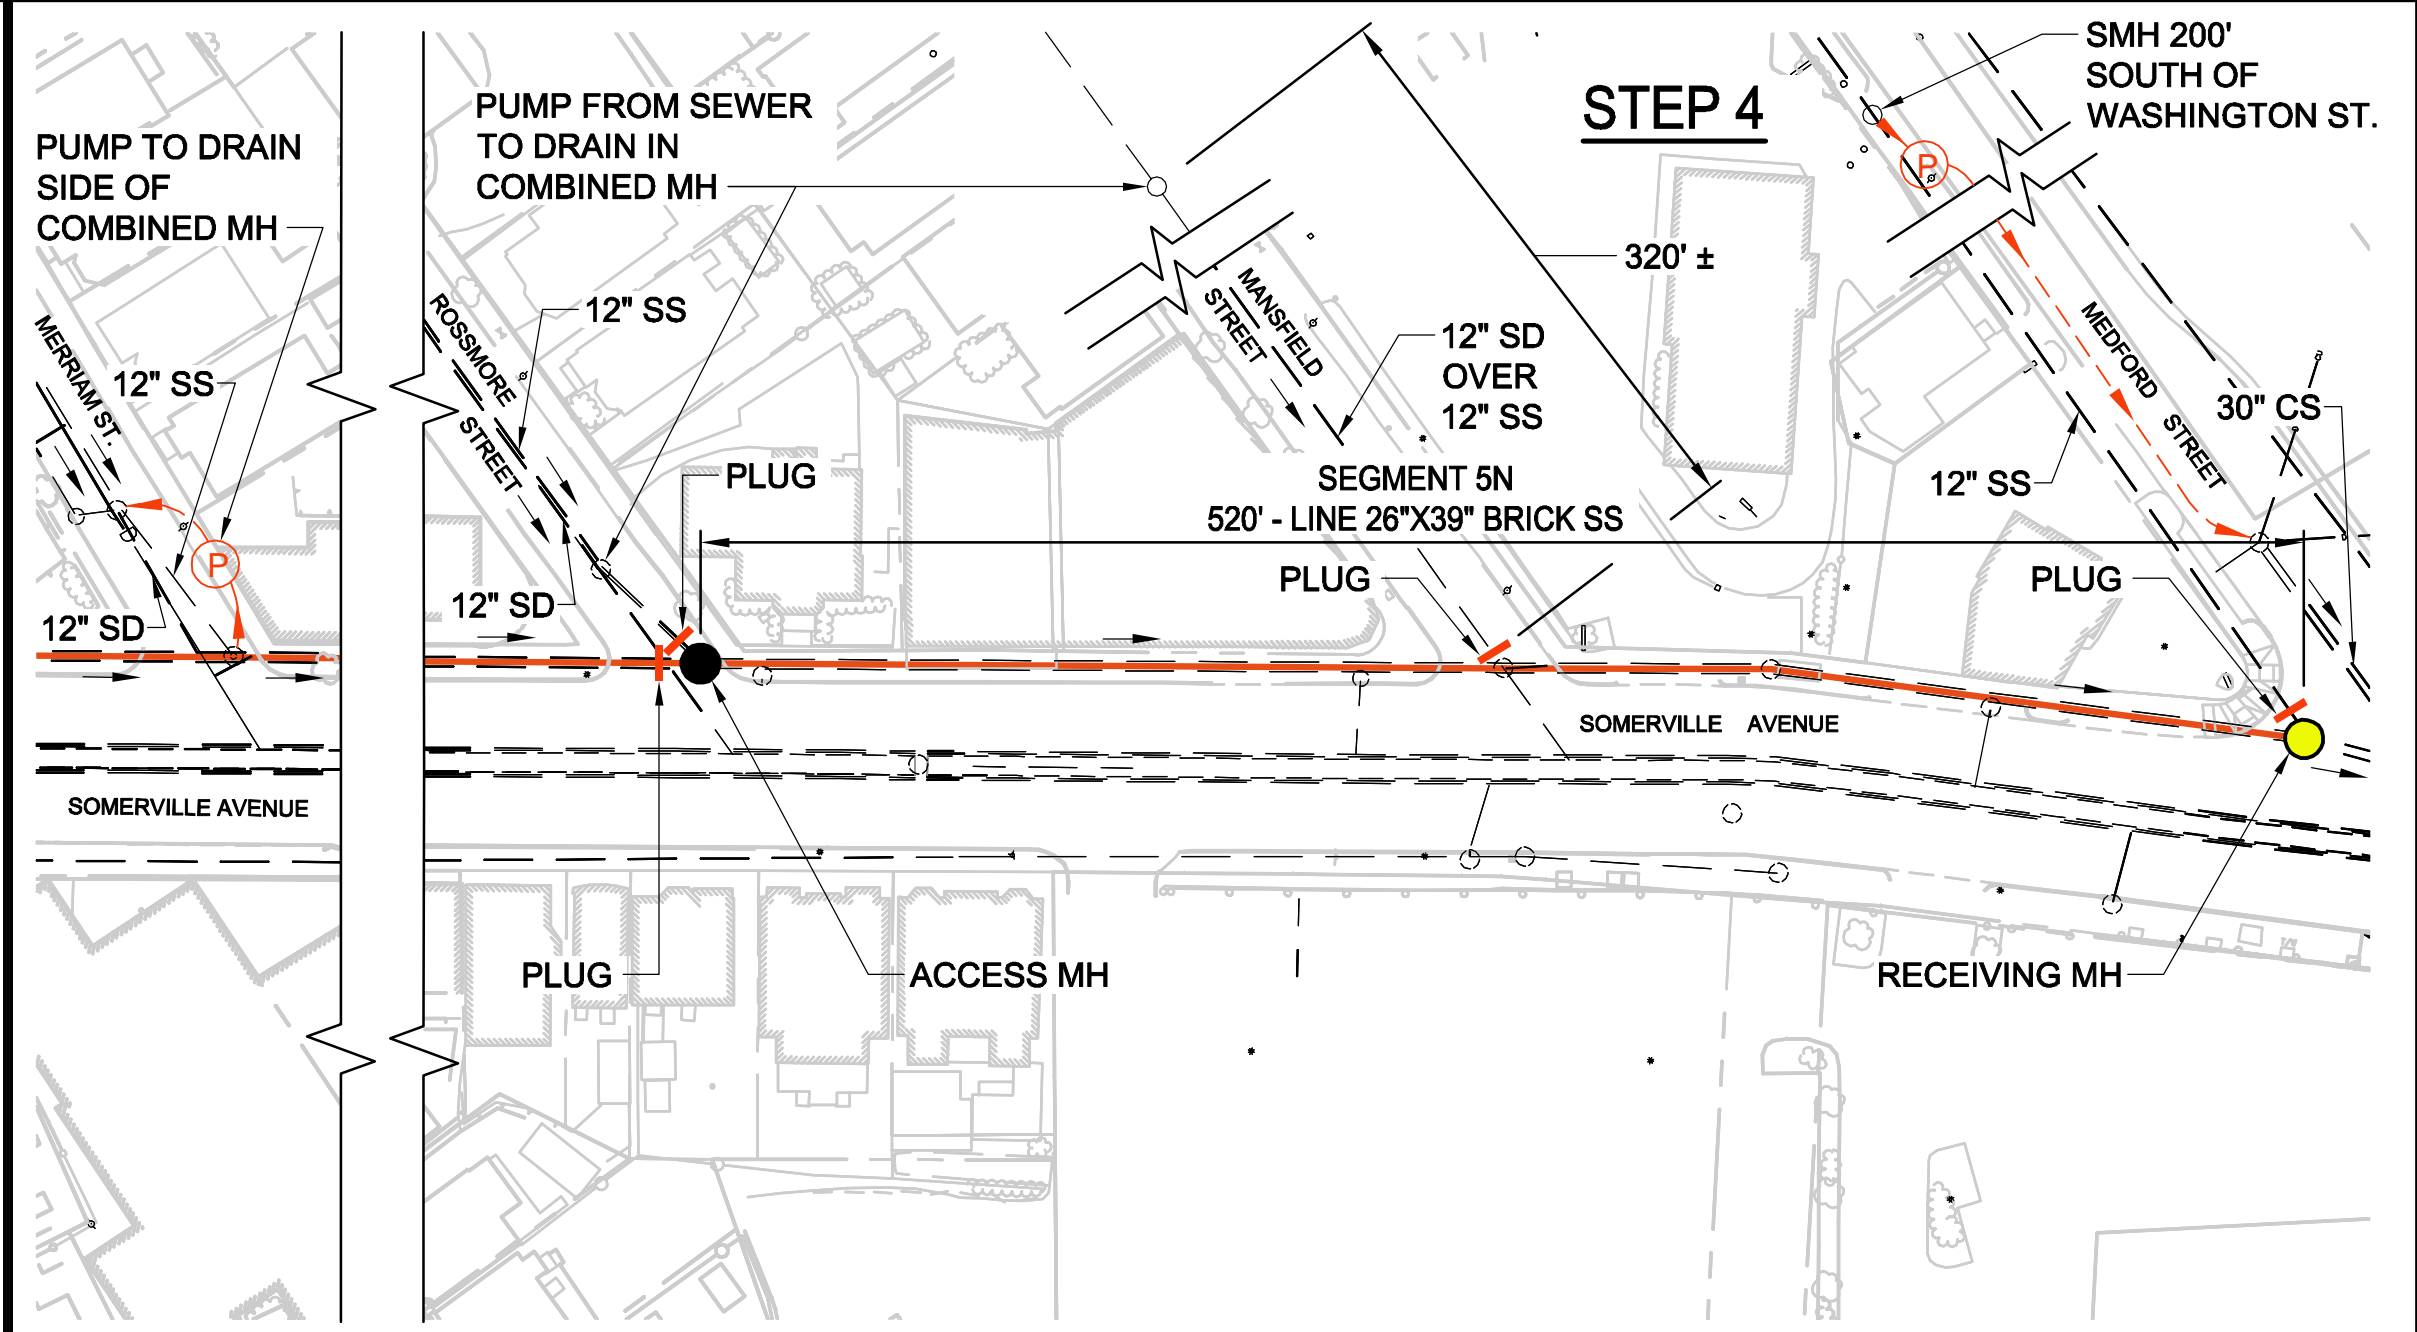 STEP 4
SMH 200'
SOUTH OF
WASHINGTON ST.
PUMP FROM SEWER
TO DRAIN IN
COMBINED MH
PUMP TO DRAIN
SIDE OF
COMBINED MH
P
320' ±
MERRIAM ST.
12" SS
ROSSMORE
STREET
12" SS
MANSFIELD
STREET
12" SD
OVER
12" SS
MEDFORD
STREET
30" CS
12" SS
PLUG
SEGMENT 5N
520' - LINE 26"X39" BRICK SS
P
12" SD
12" SD
PLUG
PLUG
SOMERVILLE AVENUE
SOMERVILLE AVENUE
PLUG
ACCESS MH
RECEIVING MH